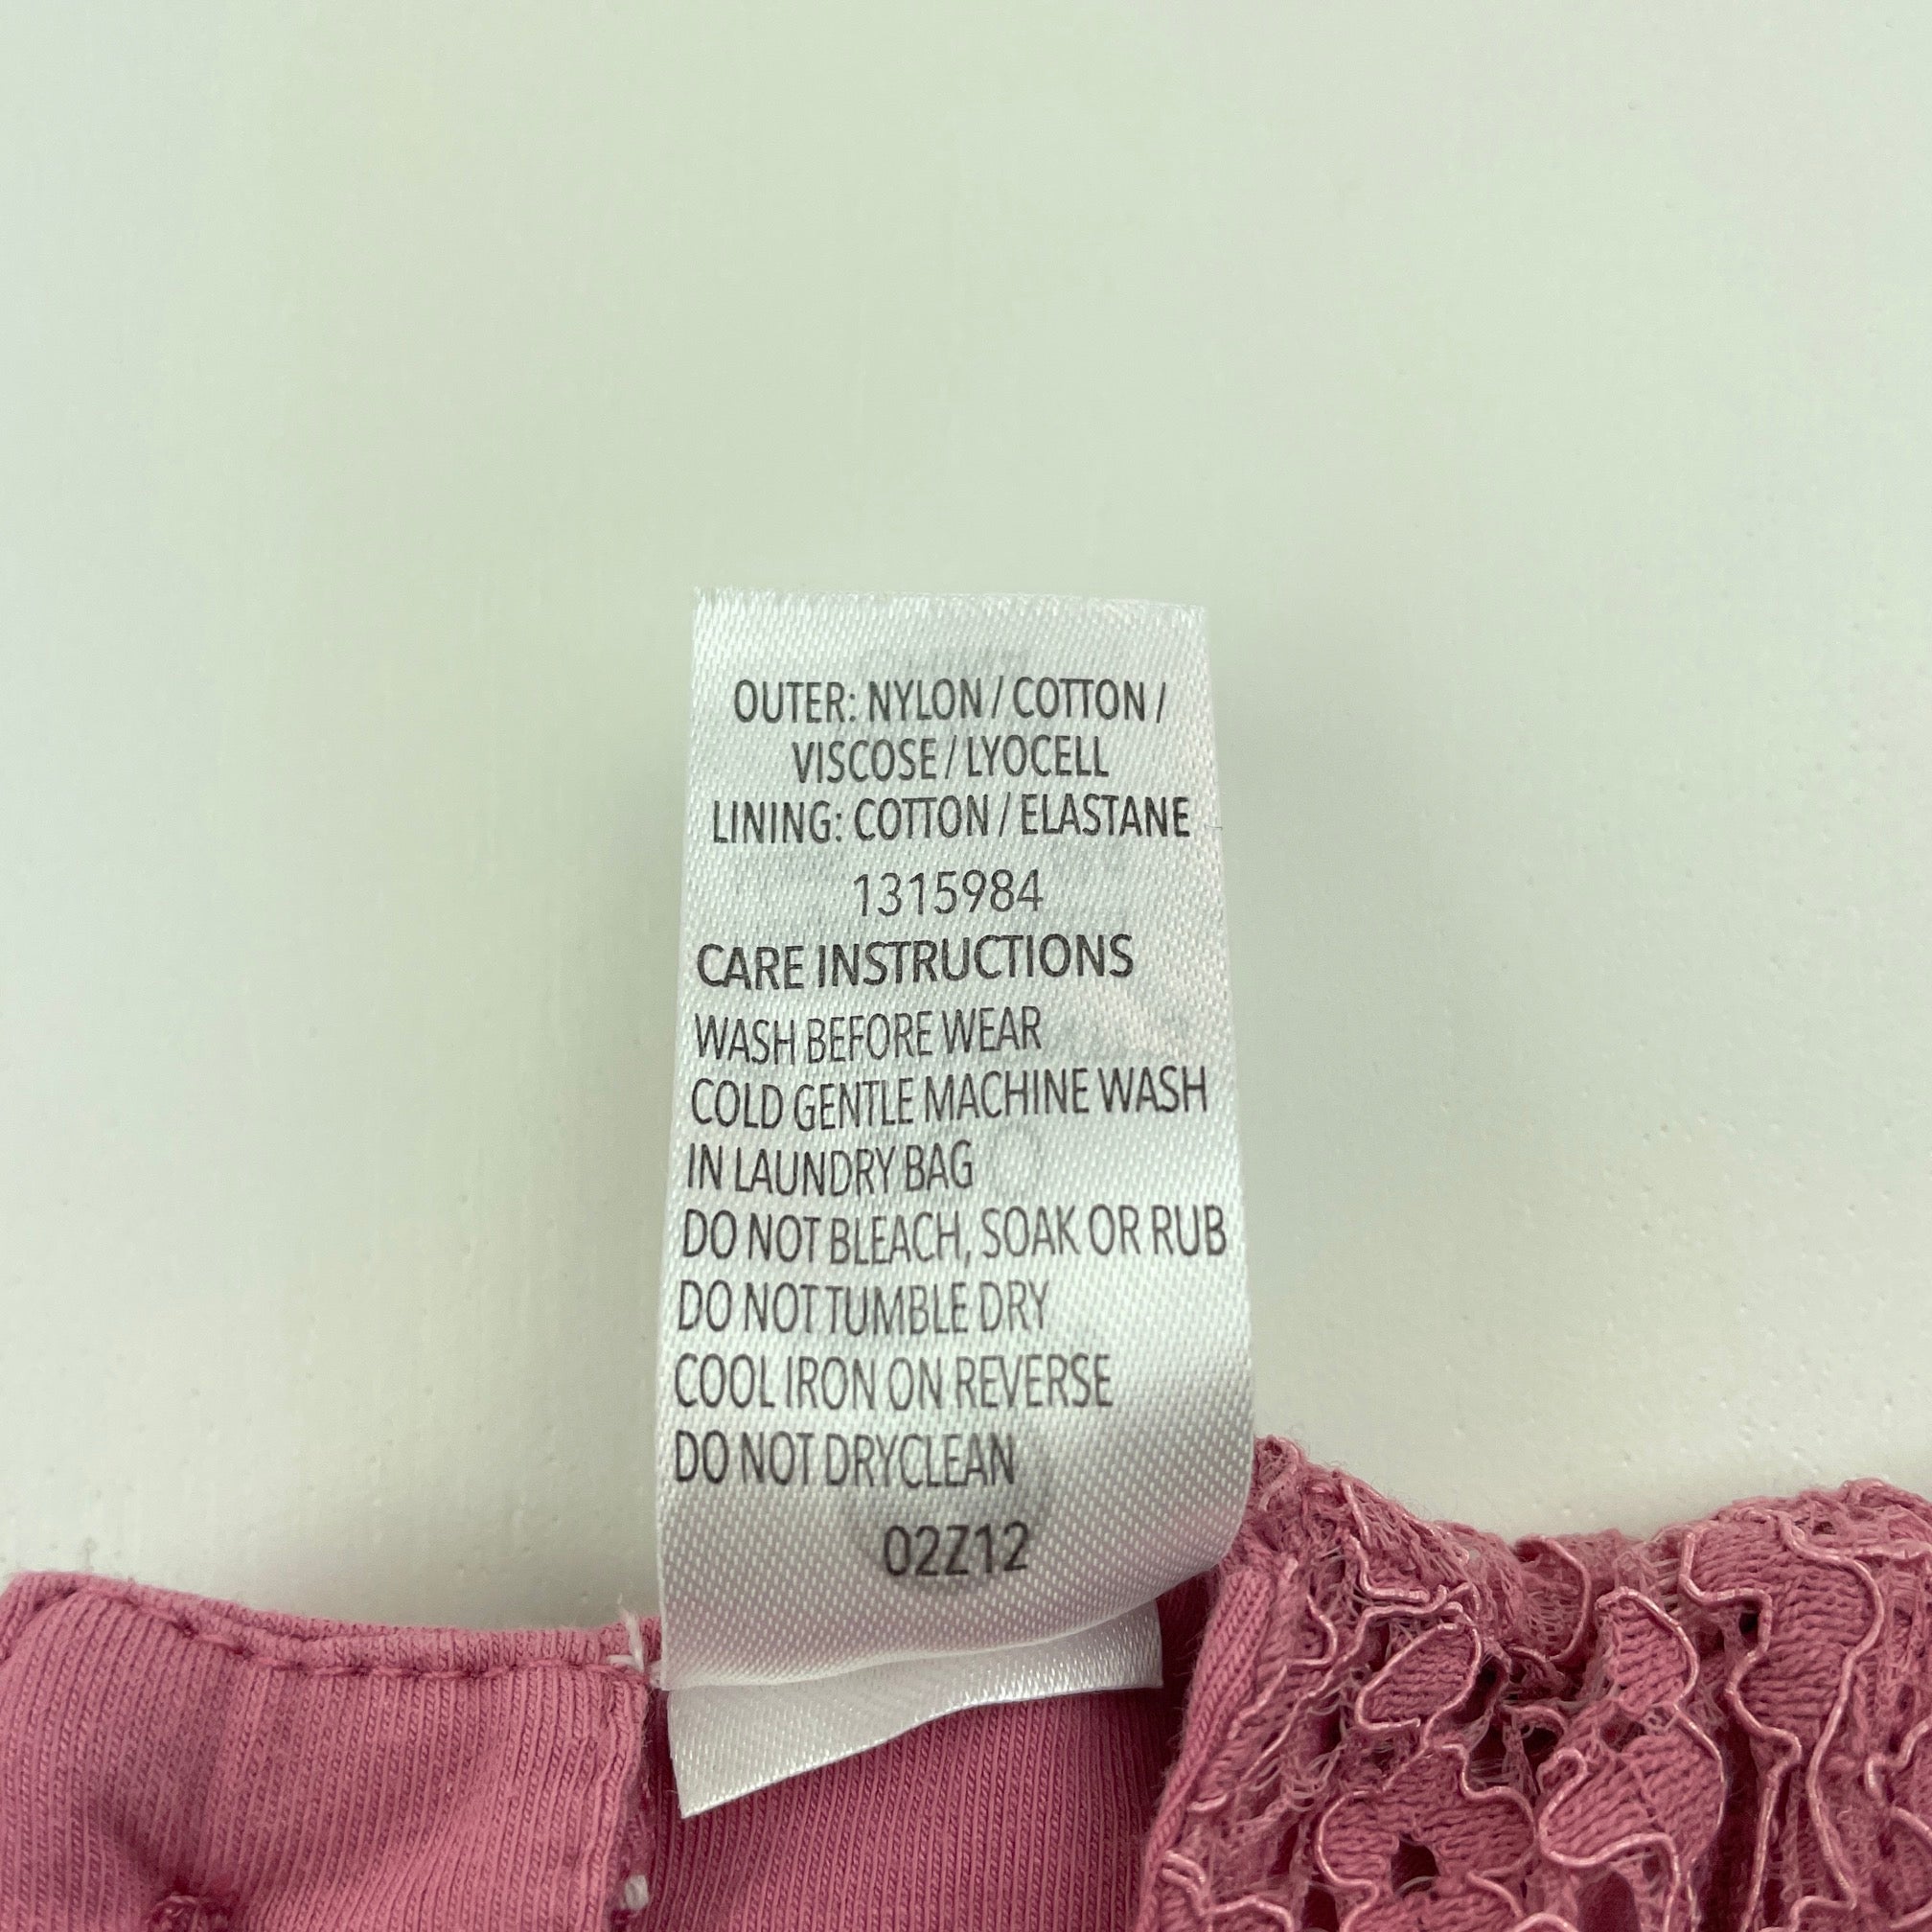 OUTER: NYLON / COTTON /
VISCOSE / LYOCELL
LINING: COTTON / ELASTANE
1315984
CARE INSTRUCTIONS
WASH BEFORE WEAR
COLD GENTLE MACHINE WASH
IN LAUNDRY BAG
DO NOT BLEACH, SOAK OR RUB
DO NOT TUMBLE DRY
COOL IRON ON REVERSE
DO NOT DRYCLEAN
02Z12